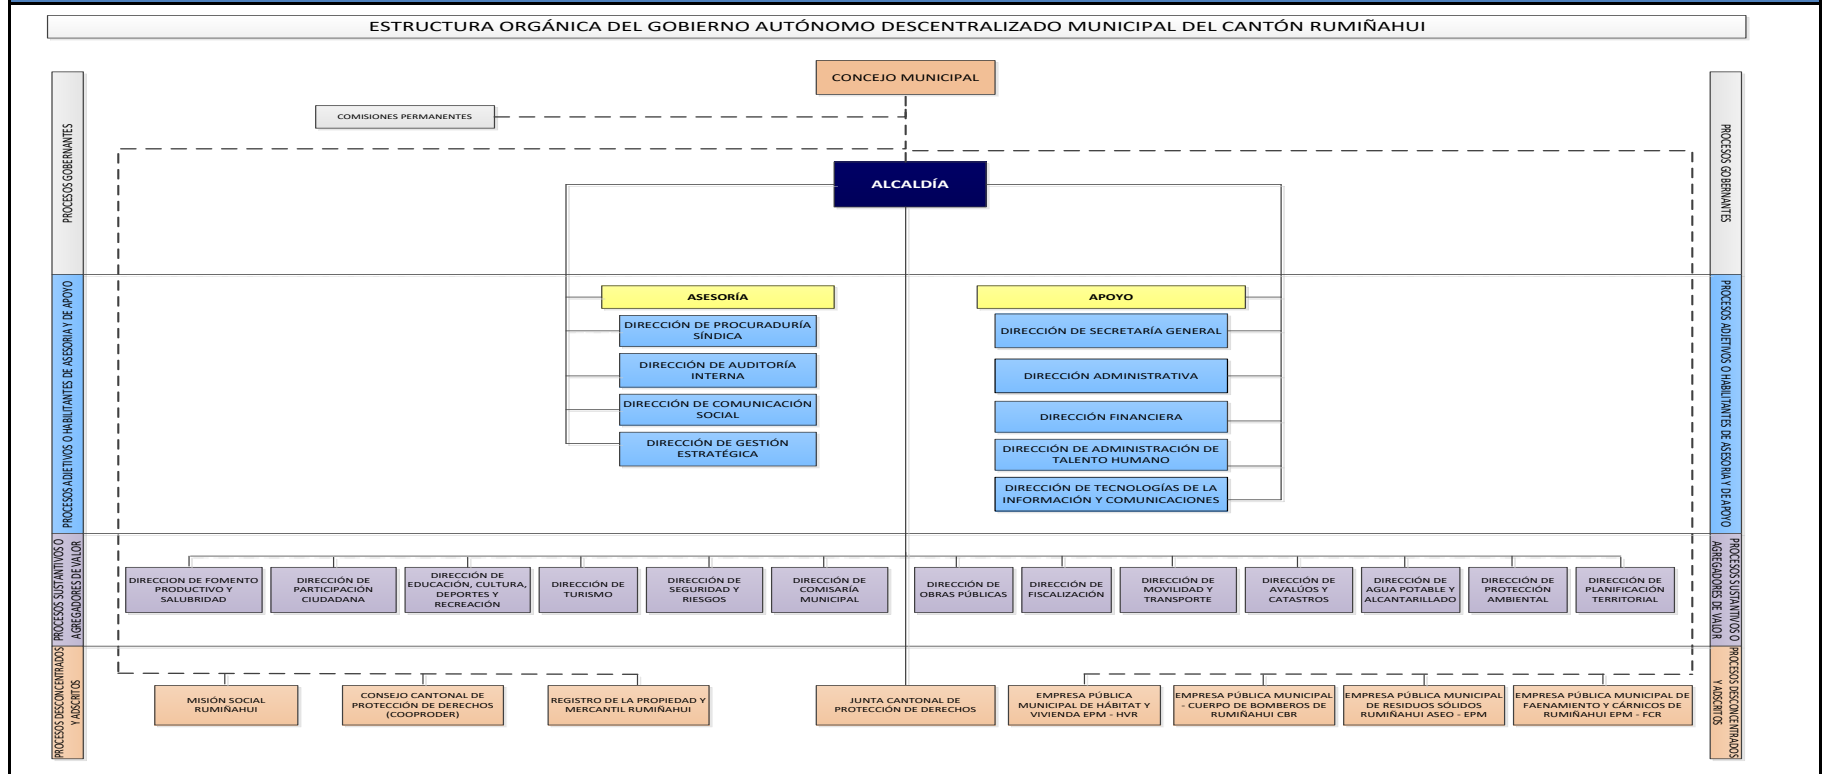 ESTRUCTURA ORGÁNICA DEL GOBIERNO AUTÓNOMO DESCENTRALIZADO MUNICIPAL DEL CANTÓN RUMIÑAHUI
CONCEJO MUNICIPAL
COMISIONES PERMANENTES
ALCALDÍA
PROCESOS GOBERNANTES
PROCESOS GOBERNANTES
PROCESOS ADJETIVOS O HABILITANTES DE ASESORIA Y DE APOYO
ASESORÍA
DIRECCIÓN DE PROCURADURÍA
SÍNDICA
DIRECCIÓN DE AUDITORÍA
INTERNA
DIRECCIÓN DE COMUNICACIÓN
SOCIAL
DIRECCIÓN DE GESTIÓN
ESTRATÉGICA
APOYO
DIRECCIÓN DE SECRETARÍA GENERAL
DIRECCIÓN ADMINISTRATIVA
DIRECCIÓN FINANCIERA
DIRECCIÓN DE ADMINISTRACIÓN DE
TALENTO HUMANO
DIRECCIÓN DE TECNOLOGÍAS DE LA
INFORMACIÓN Y COMUNICACIONES
PROCESOS ADJETIVOS O HABILITANTES DE ASESORIA Y DE APOYO
PROCESOS SUSTANTIVOS O
AGREGADORES DE VALOR
DIRECCION DE FOMENTO
PRODUCTIVO Y
SALUBRIDAD
DIRECCIÓN DE
PARTICIPACIÓN
CIUDADANA
DIRECCIÓN DE
EDUCACIÓN, CULTURA,
DEPORTES Y
RECREACIÓN
DIRECCIÓN DE
TURISMO
DIRECCIÓN DE
SEGURIDAD Y
RIESGOS
DIRECCIÓN DE
COMISARÍA
MUNICIPAL
DIRECCIÓN DE
OBRAS PÚBLICAS
DIRECCIÓN DE
FISCALIZACIÓN
DIRECCIÓN DE
MOVILIDAD Y
TRANSPORTE
DIRECCIÓN DE
AVALÚOS Y
CATASTROS
DIRECCIÓN DE
AGUA POTABLE Y
ALCANTARILLADO
DIRECCIÓN DE
PROTECCIÓN
AMBIENTAL
DIRECCIÓN DE
PLANIFICACIÓN
TERRITORIAL
PROCESOS SUSTANTIVOS O
AGREGADORES DE VALOR
PROCESOS DESCONCENTRADOS
Y ADSCRITOS
MISIÓN SOCIAL
RUMIÑAHUI
CONSEJO CANTONAL DE
PROTECCIÓN DE DERECHOS
(COOPRODER)
REGISTRO DE LA PROPIEDAD Y
MERCANTIL RUMIÑAHUI
JUNTA CANTONAL DE
PROTECCIÓN DE DERECHOS
EMPRESA PÚBLICA
MUNICIPAL DE HÁBITAT Y
VIVIENDA EPM - HVR
EMPRESA PÚBLICA MUNICIPAL
- CUERPO DE BOMBEROS DE
RUMIÑAHUI CBR
EMPRESA PÚBLICA MUNICIPAL
DE RESIDUOS SÓLIDOS
RUMIÑAHUI ASEO - EPM
EMPRESA PÚBLICA MUNICIPAL DE
FAENAMIENTO Y CÁRNICOS DE
RUMIÑAHUI EPM - FCR
PROCESOS DESCONCENTRADOS
Y ADSCRITOS